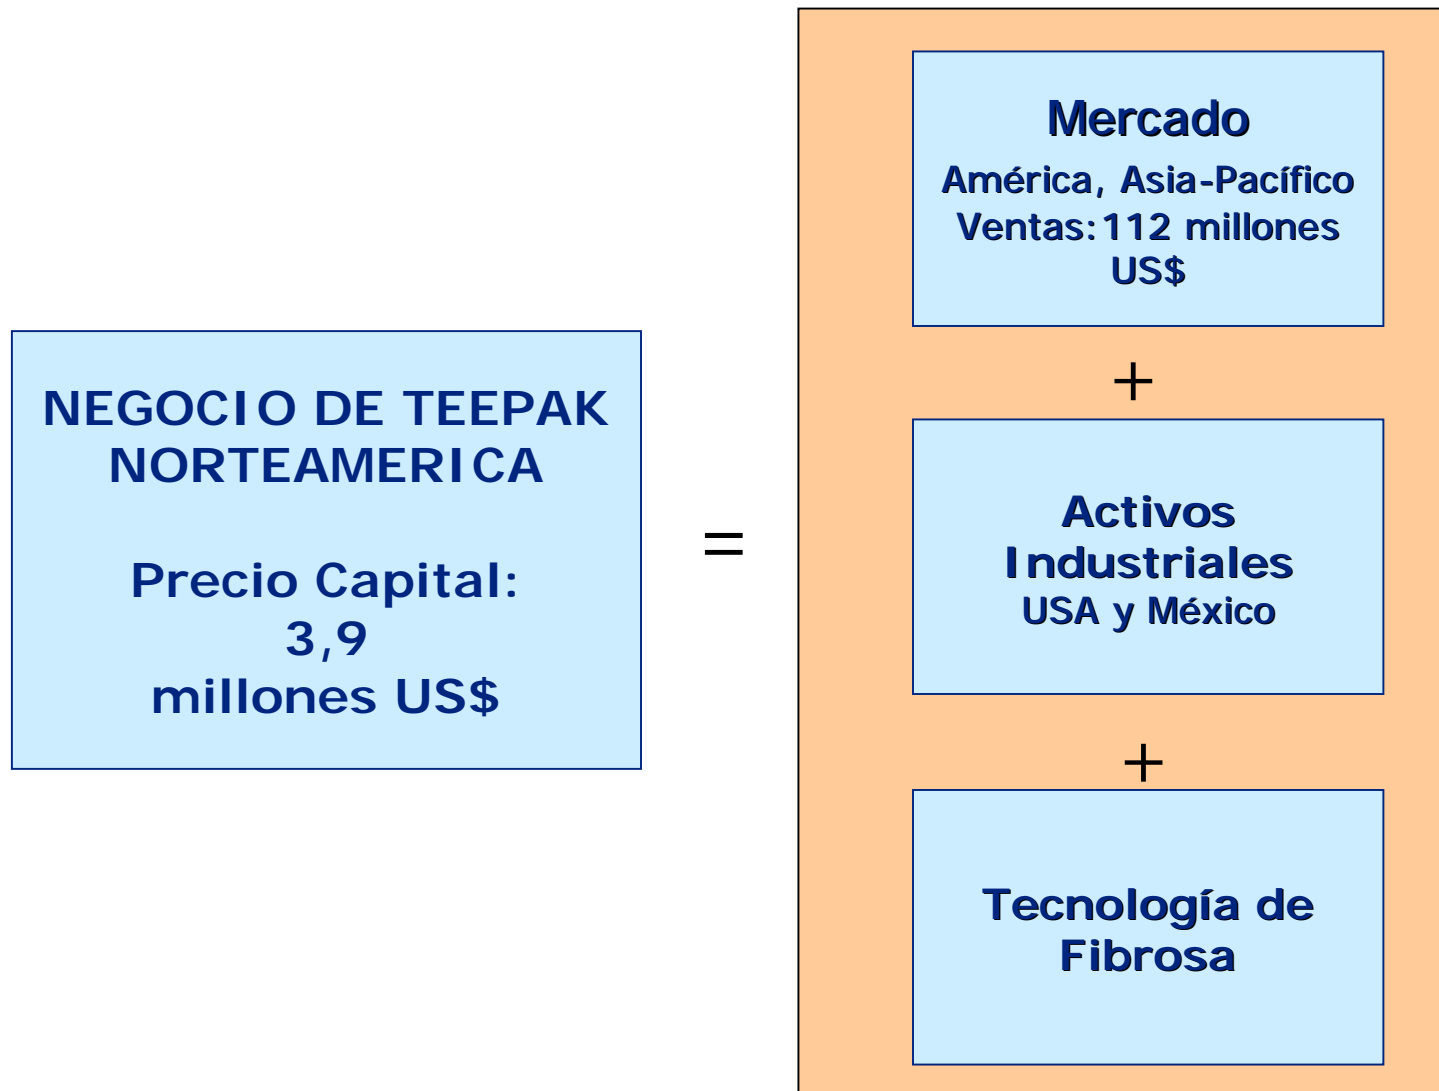 NEGOCIO DE TEEPAK
NORTEAMERICA
Precio Capital:
3,9
millones US$
=
Mercado
América, Asia-Pacífico
Ventas: 112 millones
US$
+
Activos
Industriales
USA y México
+
Tecnología de
Fibrosa